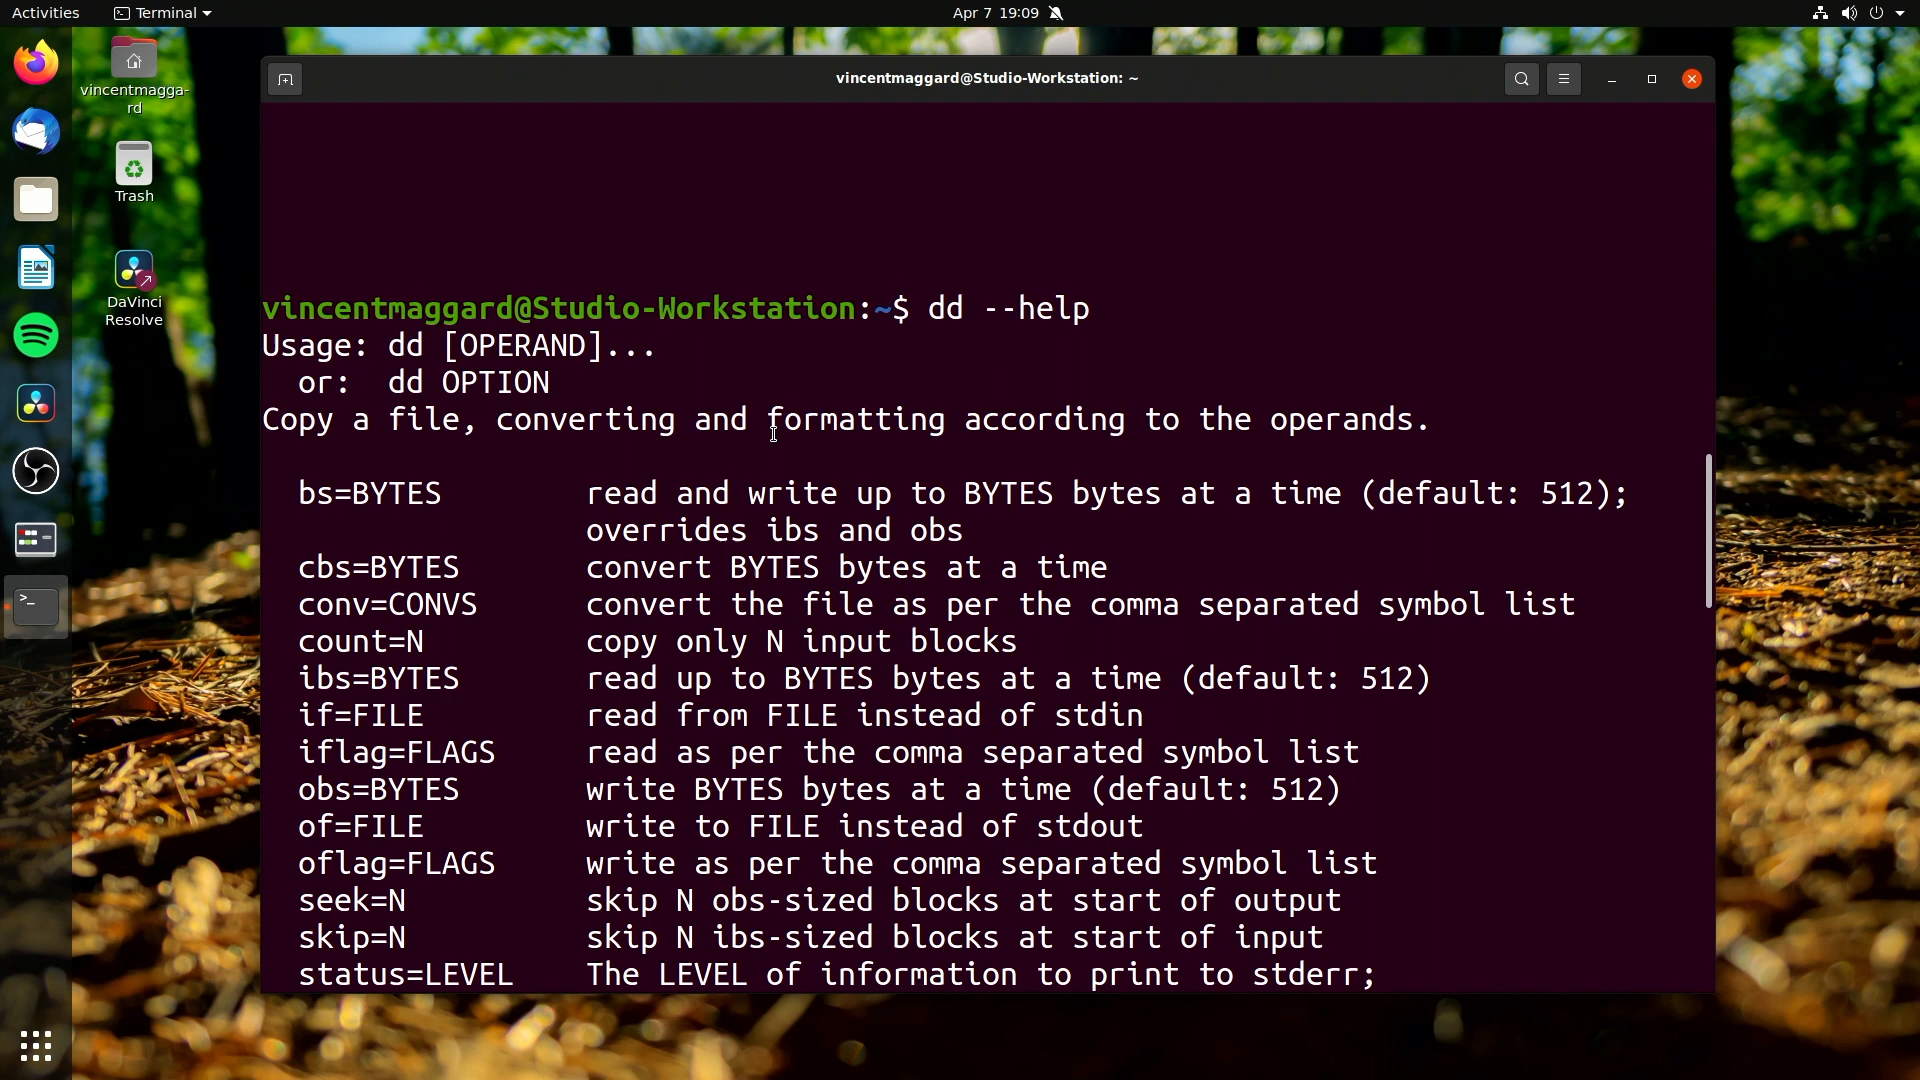 Activities
Terminal
Apr 7 19:09
vincentmagga-
rd
Trash
DaVinci
Resolve
vincentmaggard@Studio-Workstation: ~
vincentmaggard@Studio-Workstation:~$ dd --help
Usage: dd [OPERAND]...
  or:  dd OPTION
Copy a file, converting and formatting according to the operands.
  bs=BYTES        read and write up to BYTES bytes at a time (default: 512);
                  overrides ibs and obs
  cbs=BYTES       convert BYTES bytes at a time
  conv=CONVS      convert the file as per the comma separated symbol list
  count=N         copy only N input blocks
  ibs=BYTES       read up to BYTES bytes at a time (default: 512)
  if=FILE         read from FILE instead of stdin
  iflag=FLAGS     read as per the comma separated symbol list
  obs=BYTES       write BYTES bytes at a time (default: 512)
  of=FILE         write to FILE instead of stdout
  oflag=FLAGS     write as per the comma separated symbol list
  seek=N          skip N obs-sized blocks at start of output
  skip=N          skip N ibs-sized blocks at start of input
  status=LEVEL    The LEVEL of information to print to stderr;